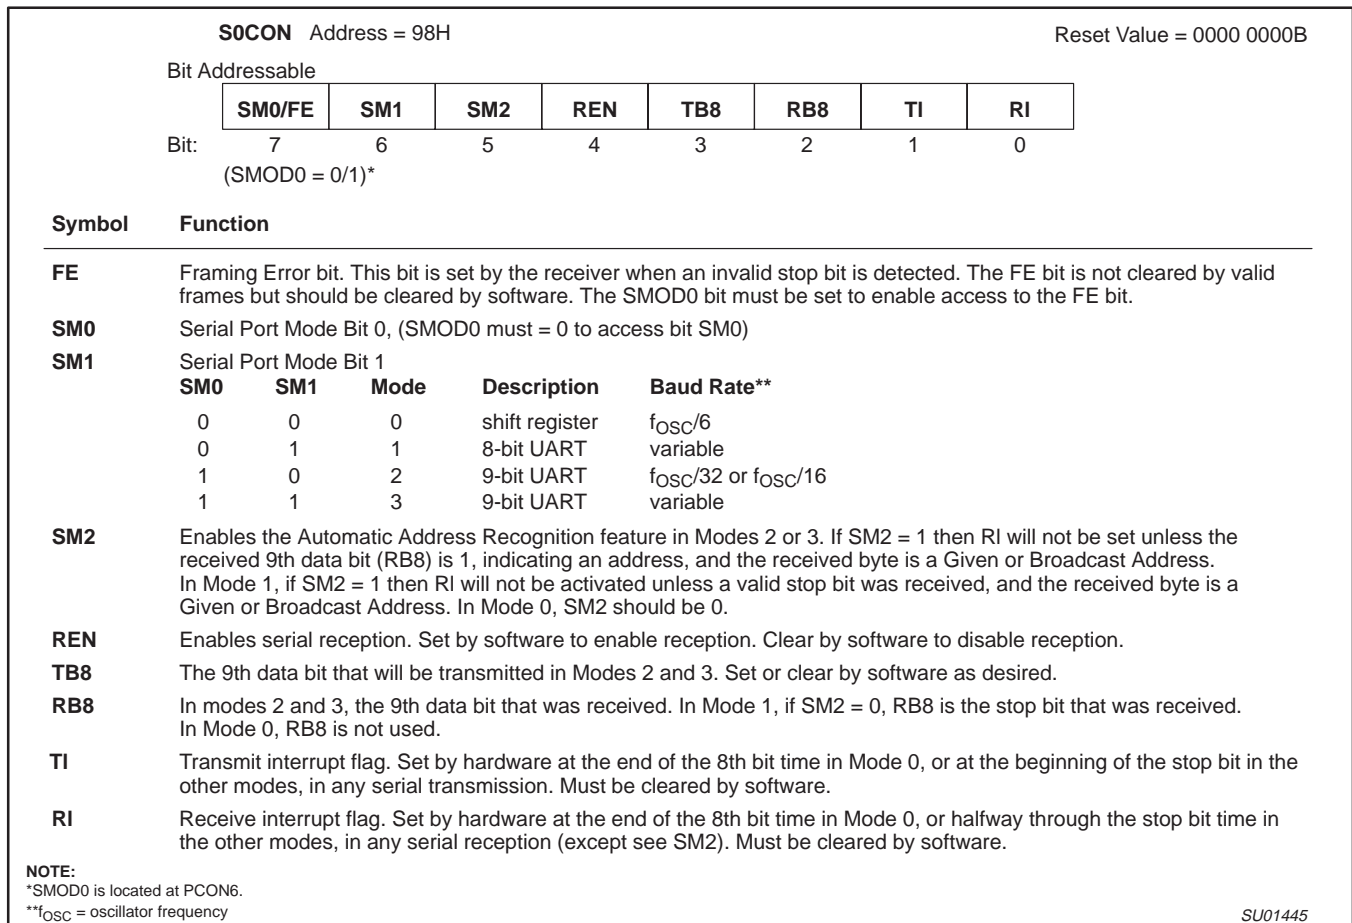 S0CON Address = 98H Reset Value = 0000 0000B
Bit Addressable
SM0/FE SM1 SM2 REN TB8 RB8 TI RI
Bit: 7 6 5 4 3 2 1 0
(SMOD0 = 0/1)*
Symbol Function
FE Framing Error bit. This bit is set by the receiver when an invalid stop bit is detected. The FE bit is not cleared by valid
frames but should be cleared by software. The SMOD0 bit must be set to enable access to the FE bit.
SM0 Serial Port Mode Bit 0, (SMOD0 must = 0 to access bit SM0)
SM1 Serial Port Mode Bit 1
SM0 SM1 Mode Description Baud Rate**
0 0 0 shift register fOSC/6
0 1 1 8-bit UART variable
1 0 2 9-bit UART fOSC/32 or fOSC/16
1 1 3 9-bit UART variable
SM2 Enables the Automatic Address Recognition feature in Modes 2 or 3. If SM2 = 1 then RI will not be set unless the
received 9th data bit (RB8) is 1, indicating an address, and the received byte is a Given or Broadcast Address.
In Mode 1, if SM2 = 1 then RI will not be activated unless a valid stop bit was received, and the received byte is a
Given or Broadcast Address. In Mode 0, SM2 should be 0.
REN Enables serial reception. Set by software to enable reception. Clear by software to disable reception.
TB8 The 9th data bit that will be transmitted in Modes 2 and 3. Set or clear by software as desired.
RB8 In modes 2 and 3, the 9th data bit that was received. In Mode 1, if SM2 = 0, RB8 is the stop bit that was received.
In Mode 0, RB8 is not used.
TI Transmit interrupt flag. Set by hardware at the end of the 8th bit time in Mode 0, or at the beginning of the stop bit in the
other modes, in any serial transmission. Must be cleared by software.
RI Receive interrupt flag. Set by hardware at the end of the 8th bit time in Mode 0, or halfway through the stop bit time in
the other modes, in any serial reception (except see SM2). Must be cleared by software.
NOTE:
*SMOD0 is located at PCON6.
**fOSC = oscillator frequency SU01445